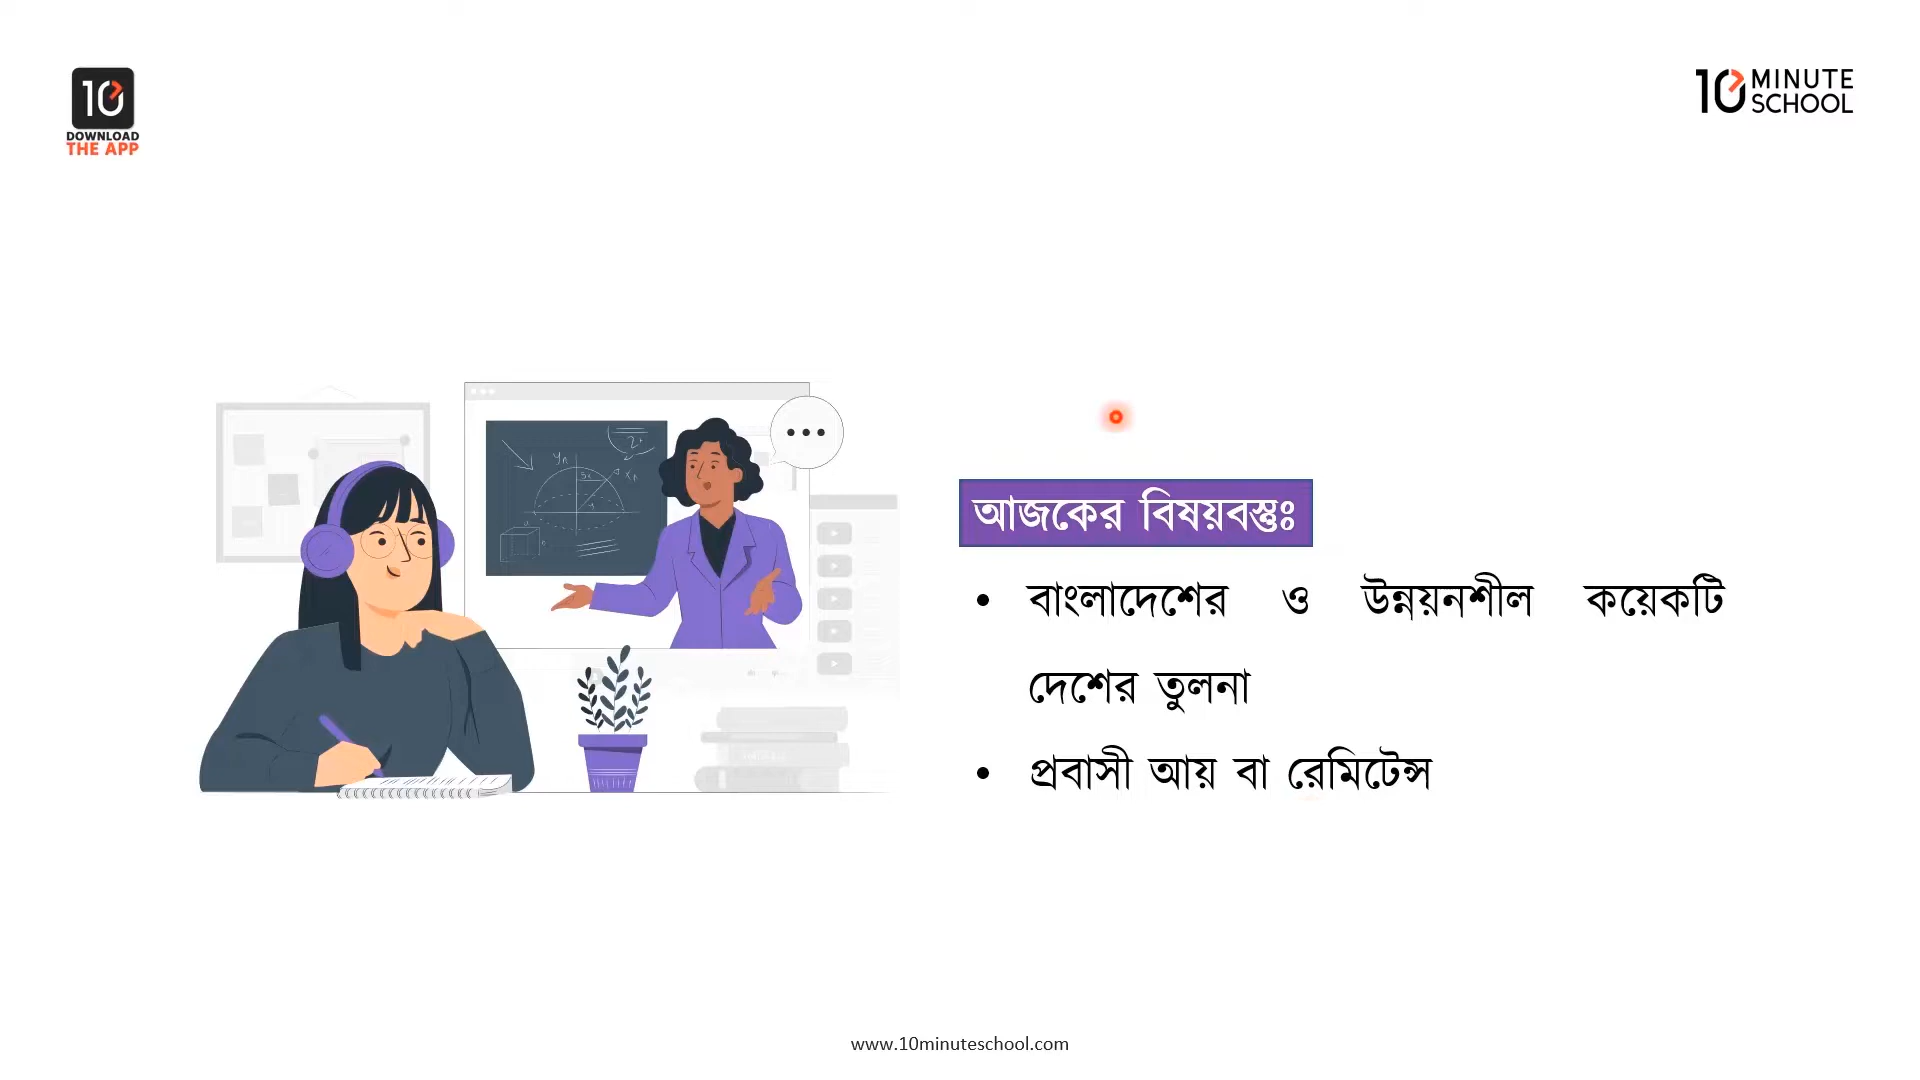 10
DOWNLOAD
THE APP
10 MINUTE
SCHOOL
আজকের বিষয়বস্তুঃ
• বাংলাদেশের ও উন্নয়নশীল কয়েকটি
দেশের তুলনা
• প্রবাসী আয় বা রেমিটেন্স
www.10minuteschool.com